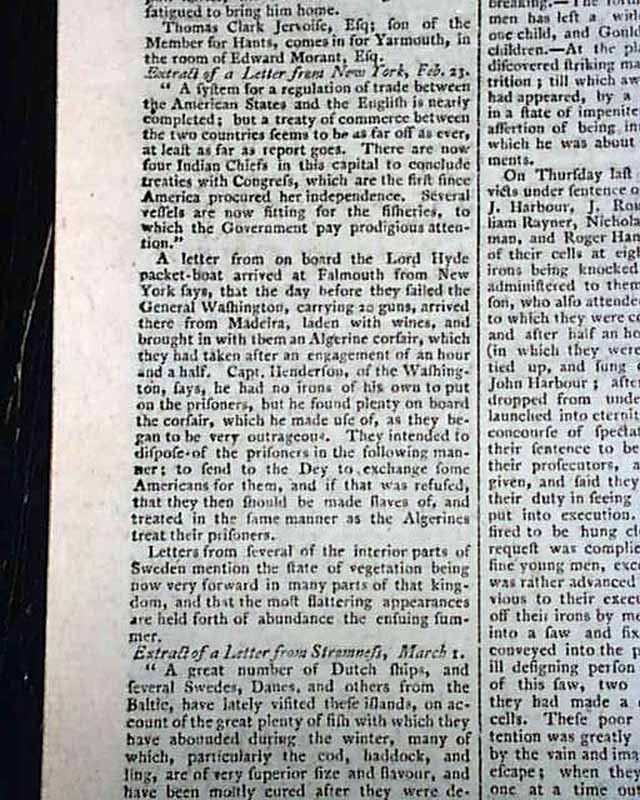 fatigued to bring him home.
Thomas Clark Jervoise, Esq; ſon of the
Member for Hants, comes in for Yarmouth, in
the room of Edward Morant, Eſq.
Extract of a Letter from New York, Feb. 23.
“ A ſyſtem for a regulation of trade between
the American States and the Engliſh is nearly
completed; but a treaty of commerce between
the two countries ſeems to be as far off as ever,
at leaſt as far as report goes. There are now
four Indian Chiefs in this capital to conclude
treaties with Congreſs, which are the firſt ſince
America procured her independence. Several
veſſels are now fitting for the fiſheries, to
which the Government pay prodigious atten-
tion.”
A letter from on board the Lord Hyde
packet-boat arrived at Falmouth from New
York ſays, that the day before they ſailed the
General Waſhington, carrying 20 guns, arrived
there from Madeira, laden with wines, and
brought in with them an Algerine corſair, which
they had taken after an engagement of an hour
and a half. Capt. Henderſon, of the Waſhing-
ton, ſays, he had no irons of his own to put
on the priſoners, but he found plenty on board
the corſair, which he made uſe of, as they be-
gan to be very outrageous. They intended to
diſpoſe of the priſoners in the following man-
ner; to ſend to the Dey to exchange ſome
Americans for them, and if that was refuſed,
that they then ſhould be made ſlaves of, and
treated in the ſame manner as the Algerines
treat their priſoners.
Letters from ſeveral of the interior parts of
Sweden mention the ſtate of vegetation being
now very forward in many parts of that king-
dom, and that the moſt flattering appearances
are held forth of abundance the enſuing ſum-
mer.
Extract of a Letter from Stromneſs, March 1.
“ A great number of Dutch ſhips, and
ſeveral Swedes, Danes, and others from the
Baltic, have lately viſited theſe iſlands, on ac-
count of the great plenty of fiſh with which they
have abounded during the winter, many of
which, particularly the cod, haddock, and
ling, are of very ſuperior ſize and flavour, and
have been moſtly cured after they were de-
breaking.—The
men has left a
one child, and
children.—At the
diſcovered ſtriking
trition ; till which
had appeared, by a
in a ſtate of
aſſertion of being in
which he was about
ments.
On Thurſday laſt
victs under ſentence
J. Harbour, J.
liam Rayner,
man, and Roger
of their cells at
irons being knocked
adminiſtered to them
ſon, who alſo
to which they were
and after half an
(in which they were
tied up, and ſung
John Harbour ;
dropped from
launched into
concourſe of
their ſentence to be
their proſecutors,
given, and ſaid they
their duty in ſeeing
put into execution.
ſired to be hung
requeſt was
fine young men,
was rather advanced
vious to their
off their irons by
into a ſaw and
conveyed into the
ill deſigning perſon
of this ſaw, two
they had made a
cells. Theſe poor
tention was greatly
by the vain and
eſcape; when they
one at a time